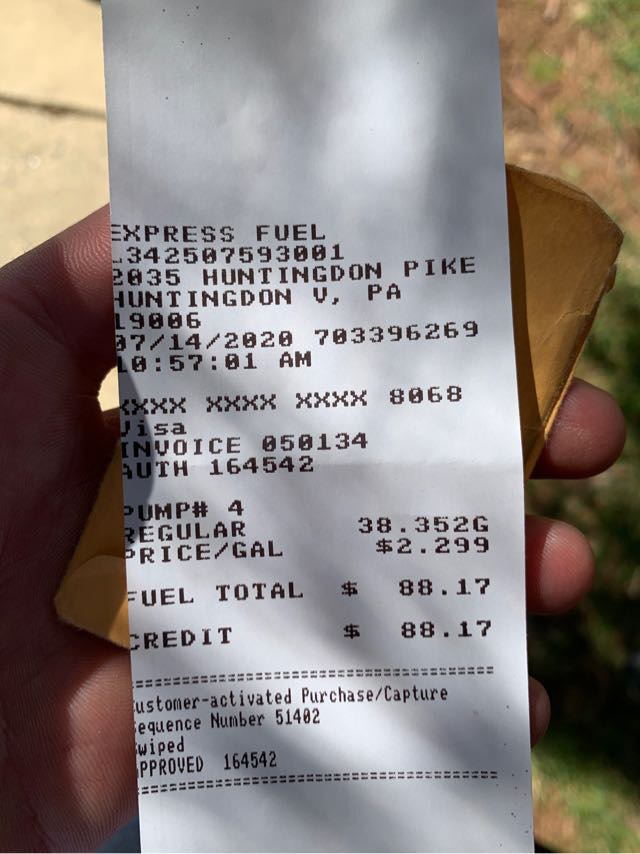 EXPRESS FUEL
1342507593001
2035 HUNTINGDON PIKE
HUNTINGDON V, PA
19006
07/14/2020 703396269
10:57:01 AM
XXXX XXXX XXXX 8068
Visa
INVOICE 050134
AUTH 164542
PUMP# 4
REGULAR 38.352G
PRICE/GAL $2.299
FUEL TOTAL $ 88.17
CREDIT $ 88.17
Customer-activated Purchase/Capture
Sequence Number 51402
Swiped
APPROVED 164542